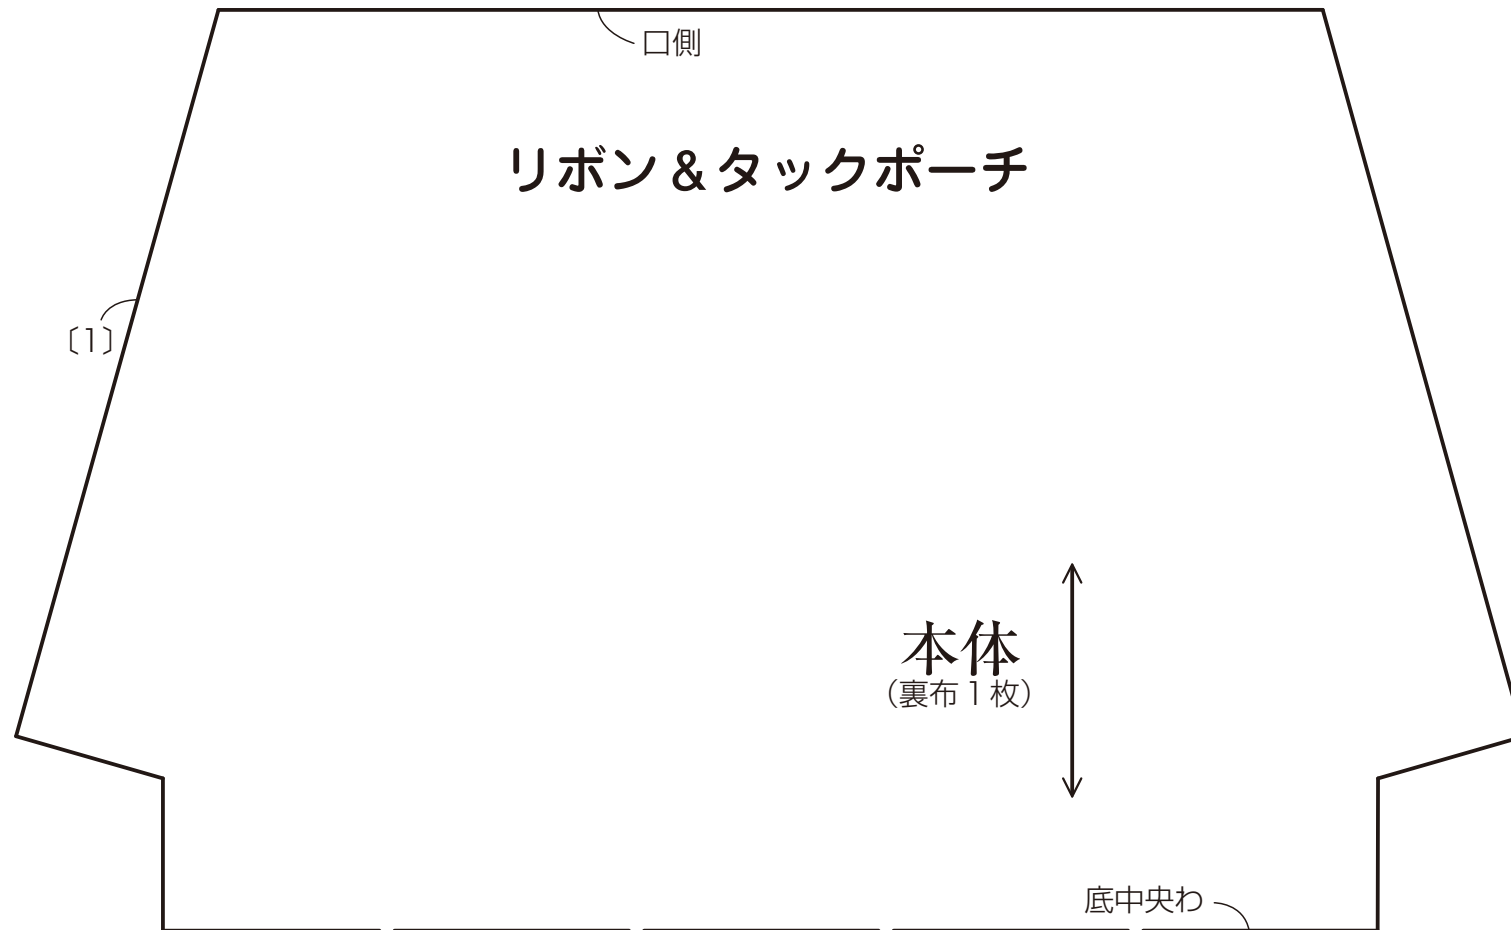 口側
リボン&タックポーチ
〔1〕
本体
（裏布1枚）
底中央わ